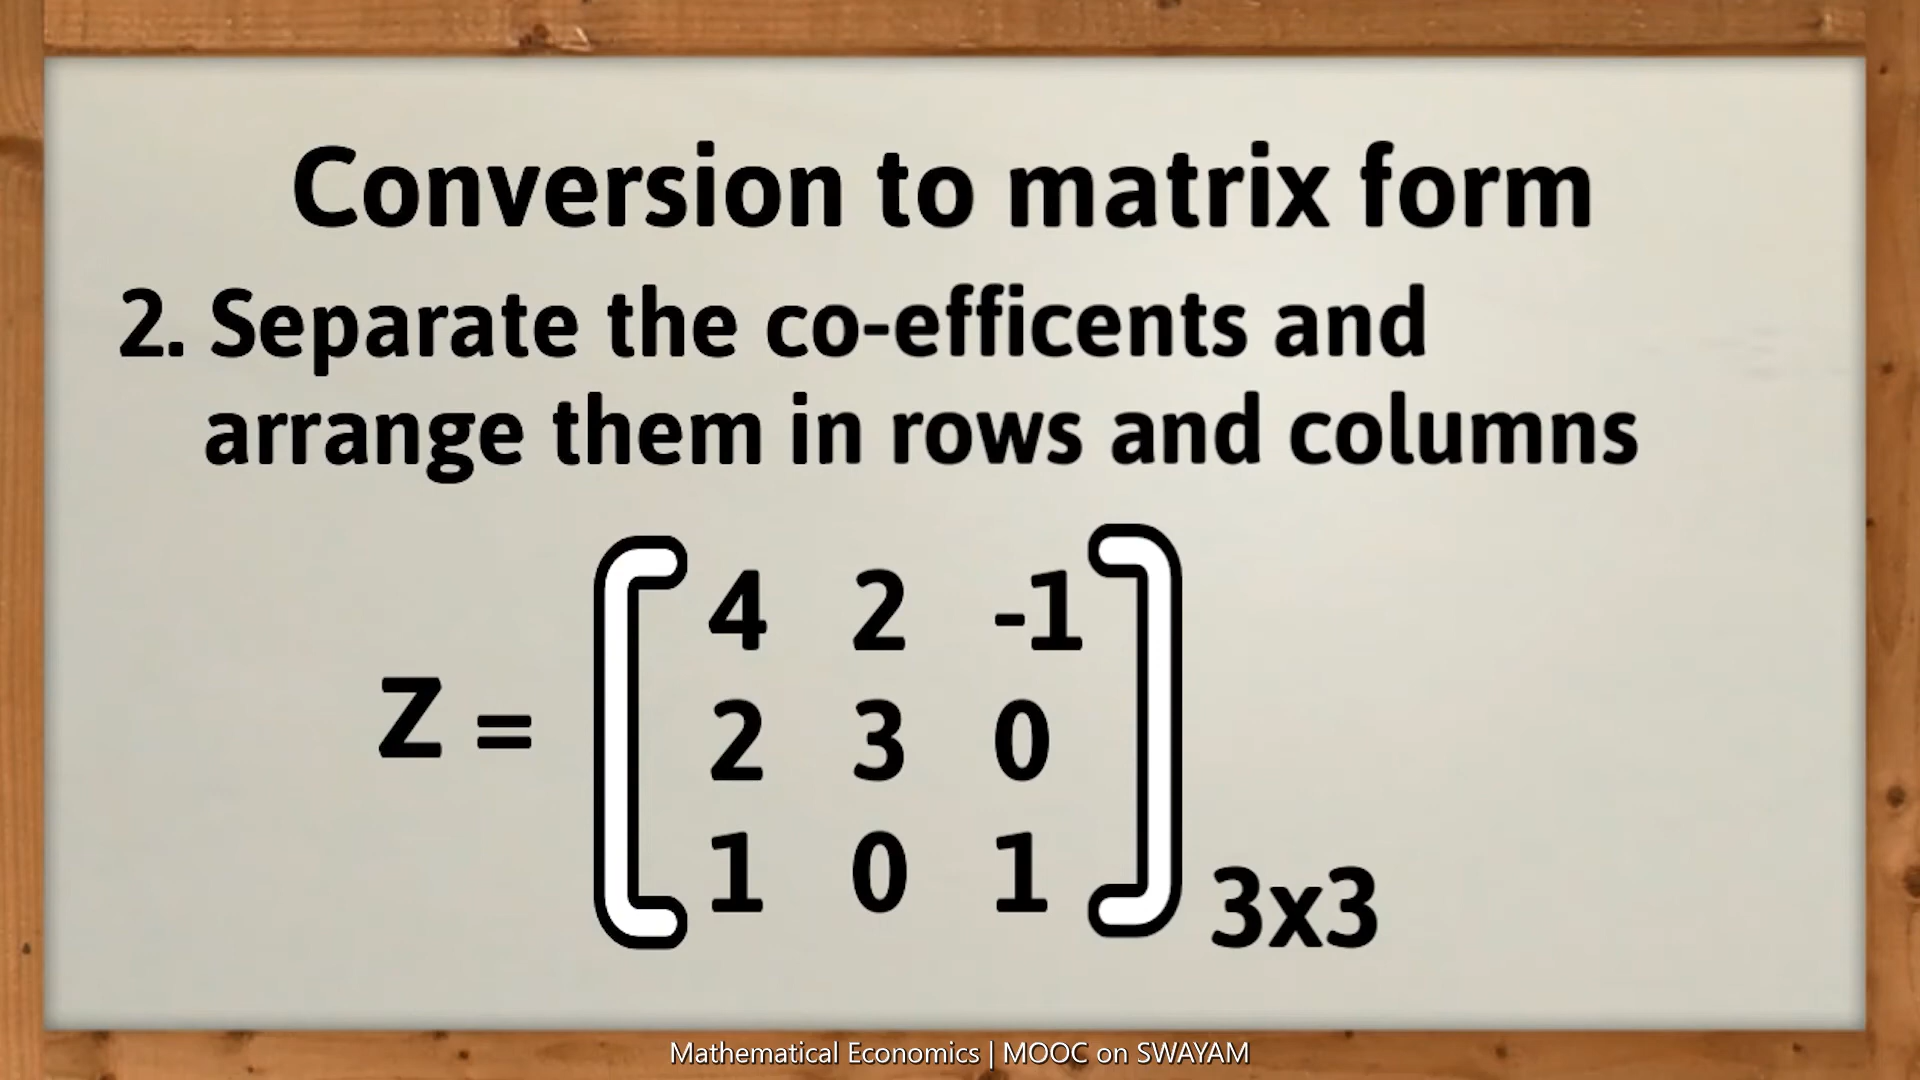 Conversion to matrix form
2. Separate the co-efficents and
arrange them in rows and columns
4 2 -1
Z = 2 3 0
1 0 1
3x3
Mathematical Economics | MOOC on SWAYAM